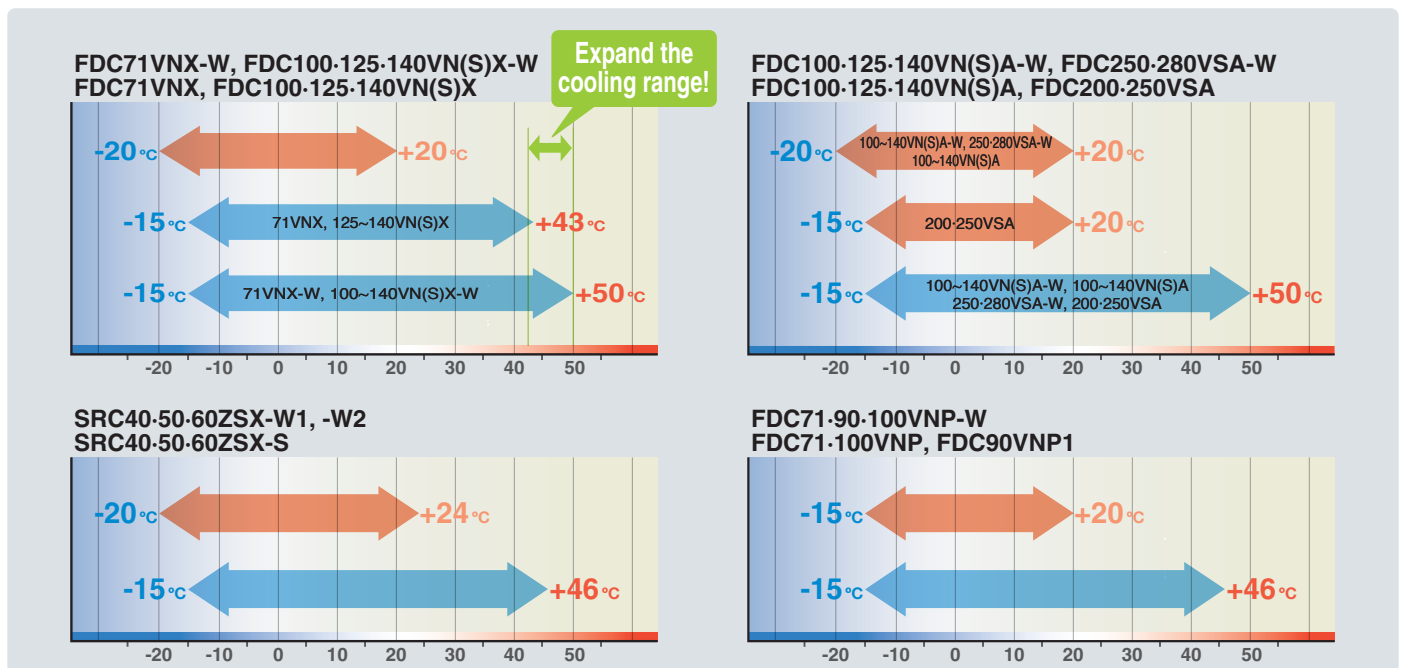 FDC71VNX-W, FDC100·125·140VN(S)X-W
FDC71VNX, FDC100·125·140VN(S)X
Expand the
cooling range!
-20°C
+20°C
-15°C
71VNX, 125~140VN(S)X
+43°C
-15°C
71VNX-W, 100~140VN(S)X-W
+50°C
-20 -10 0 10 20 30 40 50
FDC100·125·140VN(S)A-W, FDC250·280VSA-W
FDC100·125·140VN(S)A, FDC200·250VSA
-20°C
100~140VN(S)A-W, 250·280VSA-W
100~140VN(S)A
+20°C
-15°C
200·250VSA
+20°C
-15°C
100~140VN(S)A-W, 100~140VN(S)A
250·280VSA-W, 200·250VSA
+50°C
-20 -10 0 10 20 30 40 50
SRC40·50·60ZSX-W1, -W2
SRC40·50·60ZSX-S
-20°C
+24°C
-15°C
+46°C
-20 -10 0 10 20 30 40 50
FDC71·90·100VNP-W
FDC71·100VNP, FDC90VNP1
-15°C
+20°C
-15°C
+46°C
-20 -10 0 10 20 30 40 50